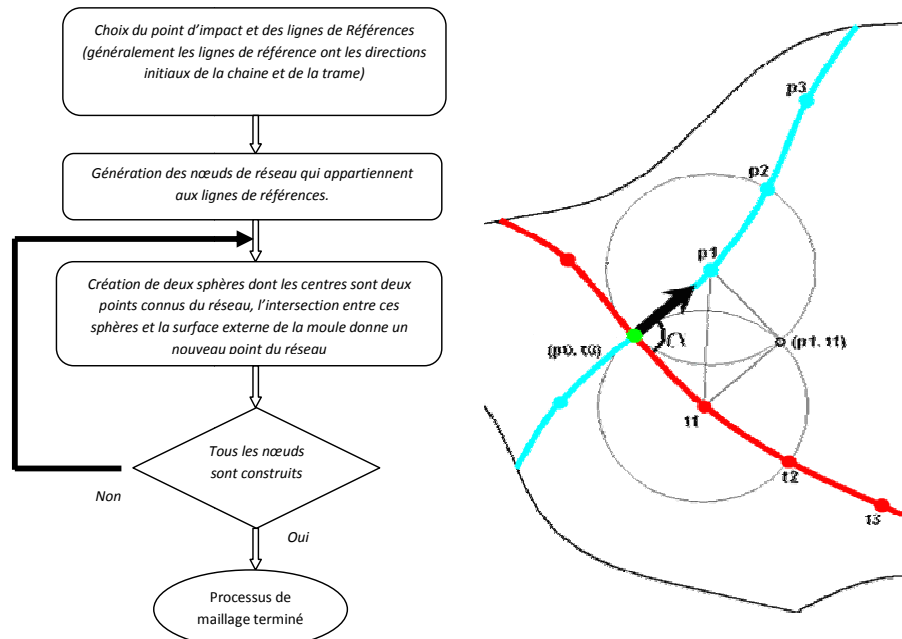 Choix du point d’impact et des lignes de Références
(généralement les lignes de référence ont les directions
initiaux de la chaine et de la trame)
Génération des nœuds de réseau qui appartiennent
aux lignes de références.
Création de deux sphères dont les centres sont deux
points connus du réseau, l’intersection entre ces
sphères et la surface externe de la moule donne un
nouveau point du réseau
Tous les nœuds
sont construits
Non
Oui
Processus de
maillage terminé
p3
p2
p1
(p0, t0)
(p1, t1)
t1
t2
t3